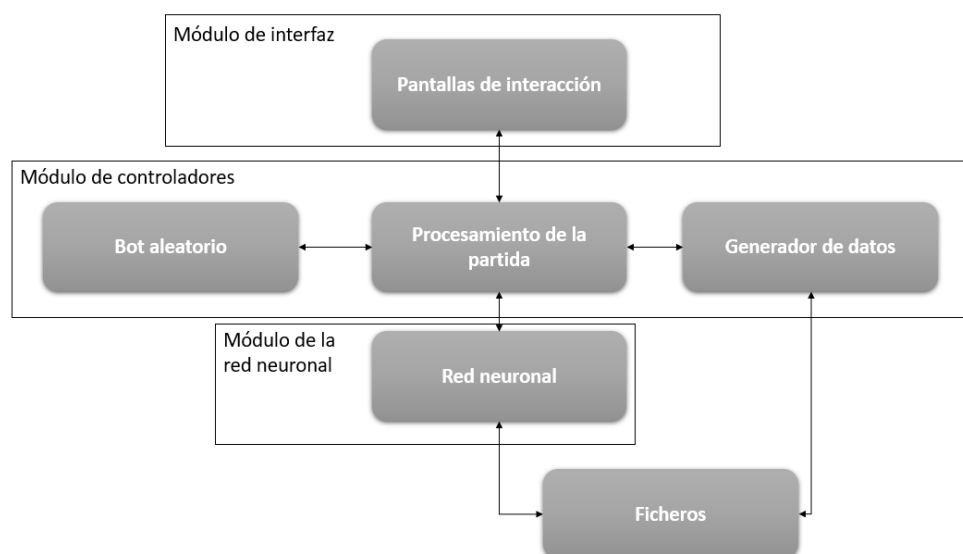 Módulo de interfaz
Pantallas de interacción
Módulo de controladores
Bot aleatorio
Procesamiento de la
partida
Generador de datos
Módulo de la
red neuronal
Red neuronal
Ficheros